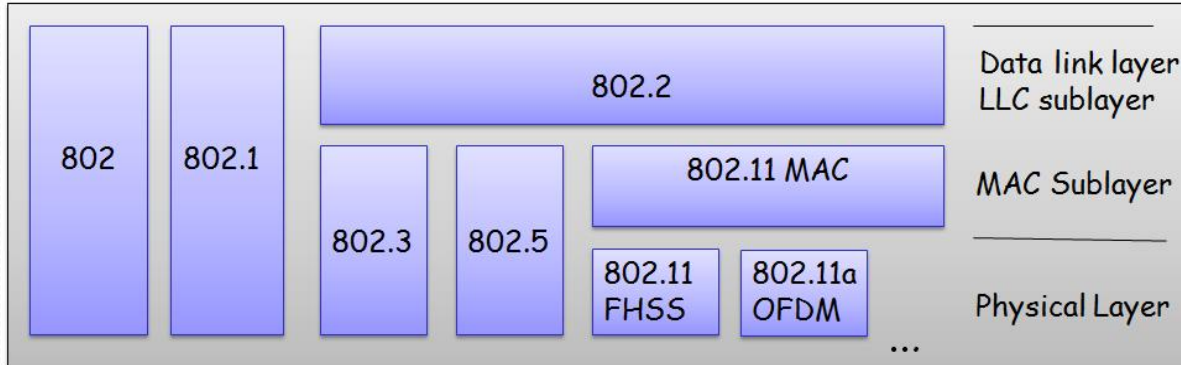 802
802.1
802.2
Data link layer
LLC sublayer
802.3
802.5
802.11 MAC
MAC Sublayer
802.11
FHSS
802.11a
OFDM
...
Physical Layer